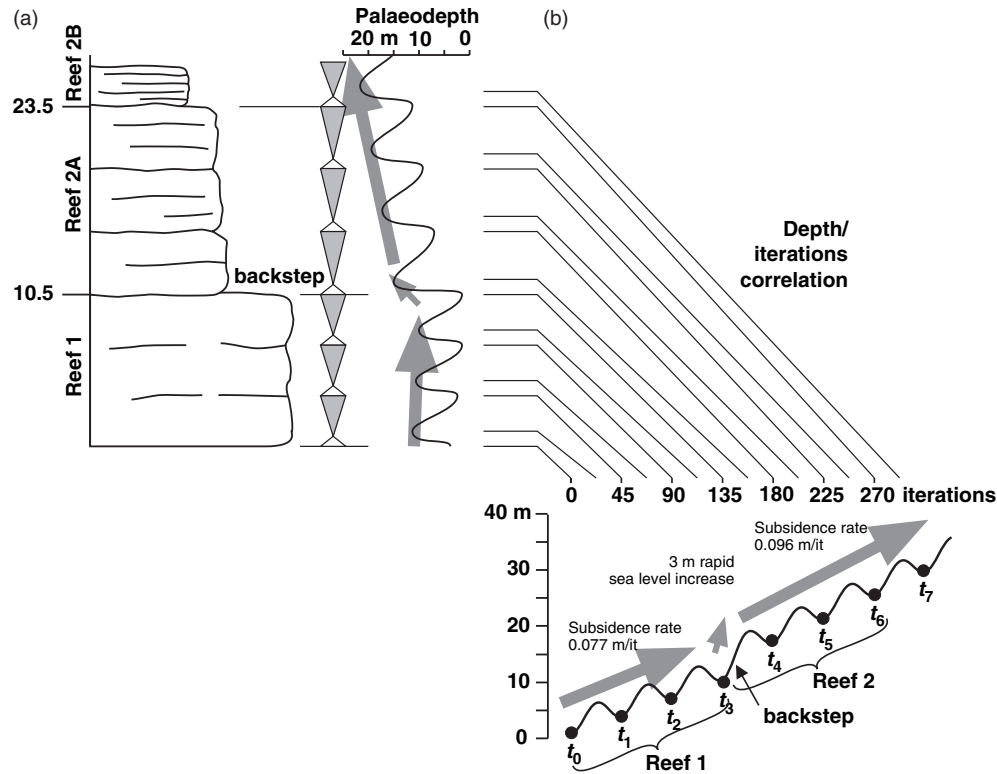 (a)
Palaeodepth
20 m 10 0
Reef 2B
23.5
Reef 2A
backstep
10.5
Reef 1
(b)
Depth/
iterations
correlation
0 45 90 135 180 225 270 iterations
40 m
30
20
10
0
Subsidence rate
0.096 m/it
3 m rapid
sea level increase
Subsidence rate
0.077 m/it
t0
t1
t2
t3
t4
t5
t6
t7
Reef 2
backstep
Reef 1